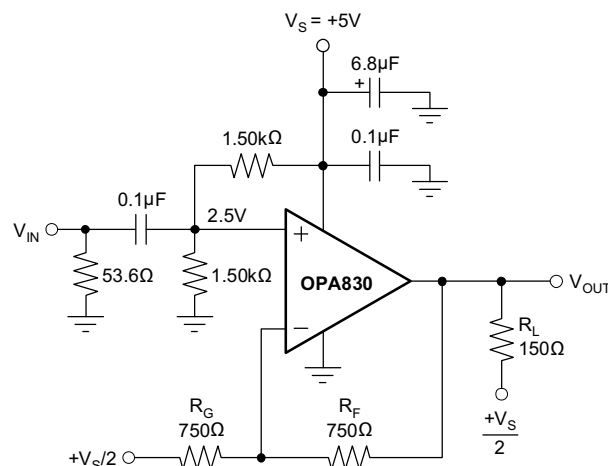 V_S = +5V
6.8µF
+
1.50kΩ
0.1µF
0.1µF
2.5V
V_IN
+
53.6Ω
1.50kΩ
OPA830
V_OUT
−
R_L
150Ω
R_G
750Ω
R_F
750Ω
+V_S/2
+V_S
2